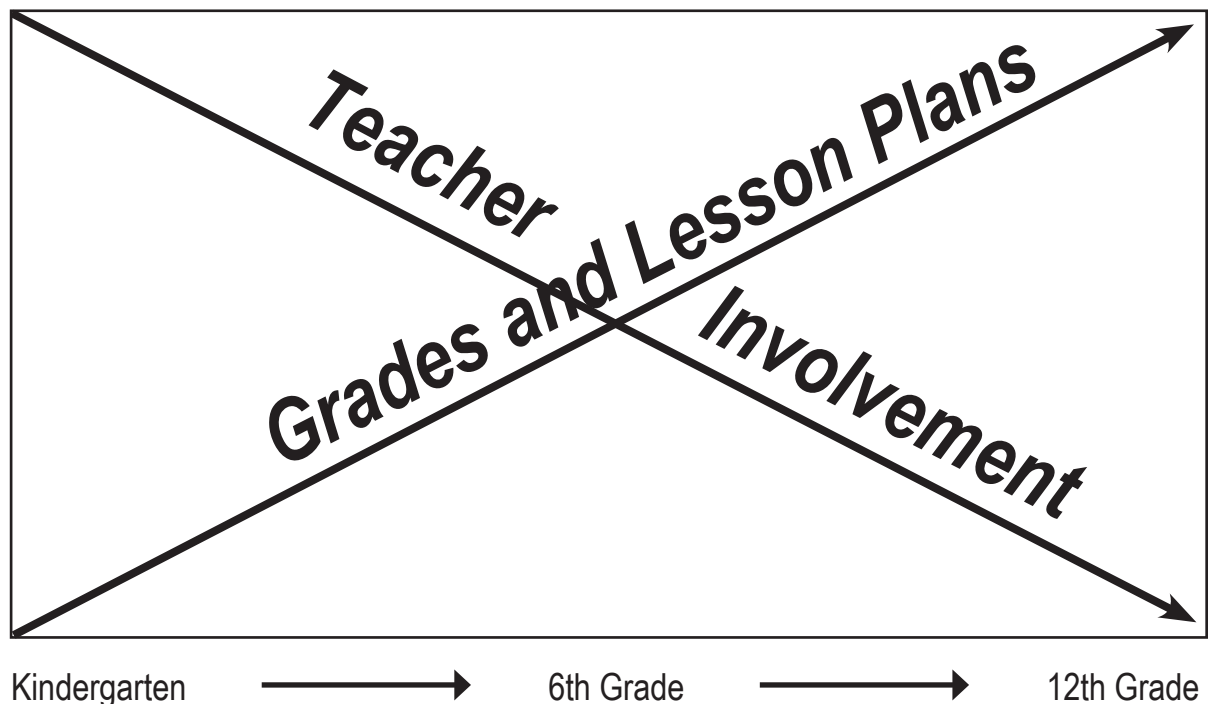 Teacher Involvement
Grades and Lesson Plans
Kindergarten
6th Grade
12th Grade